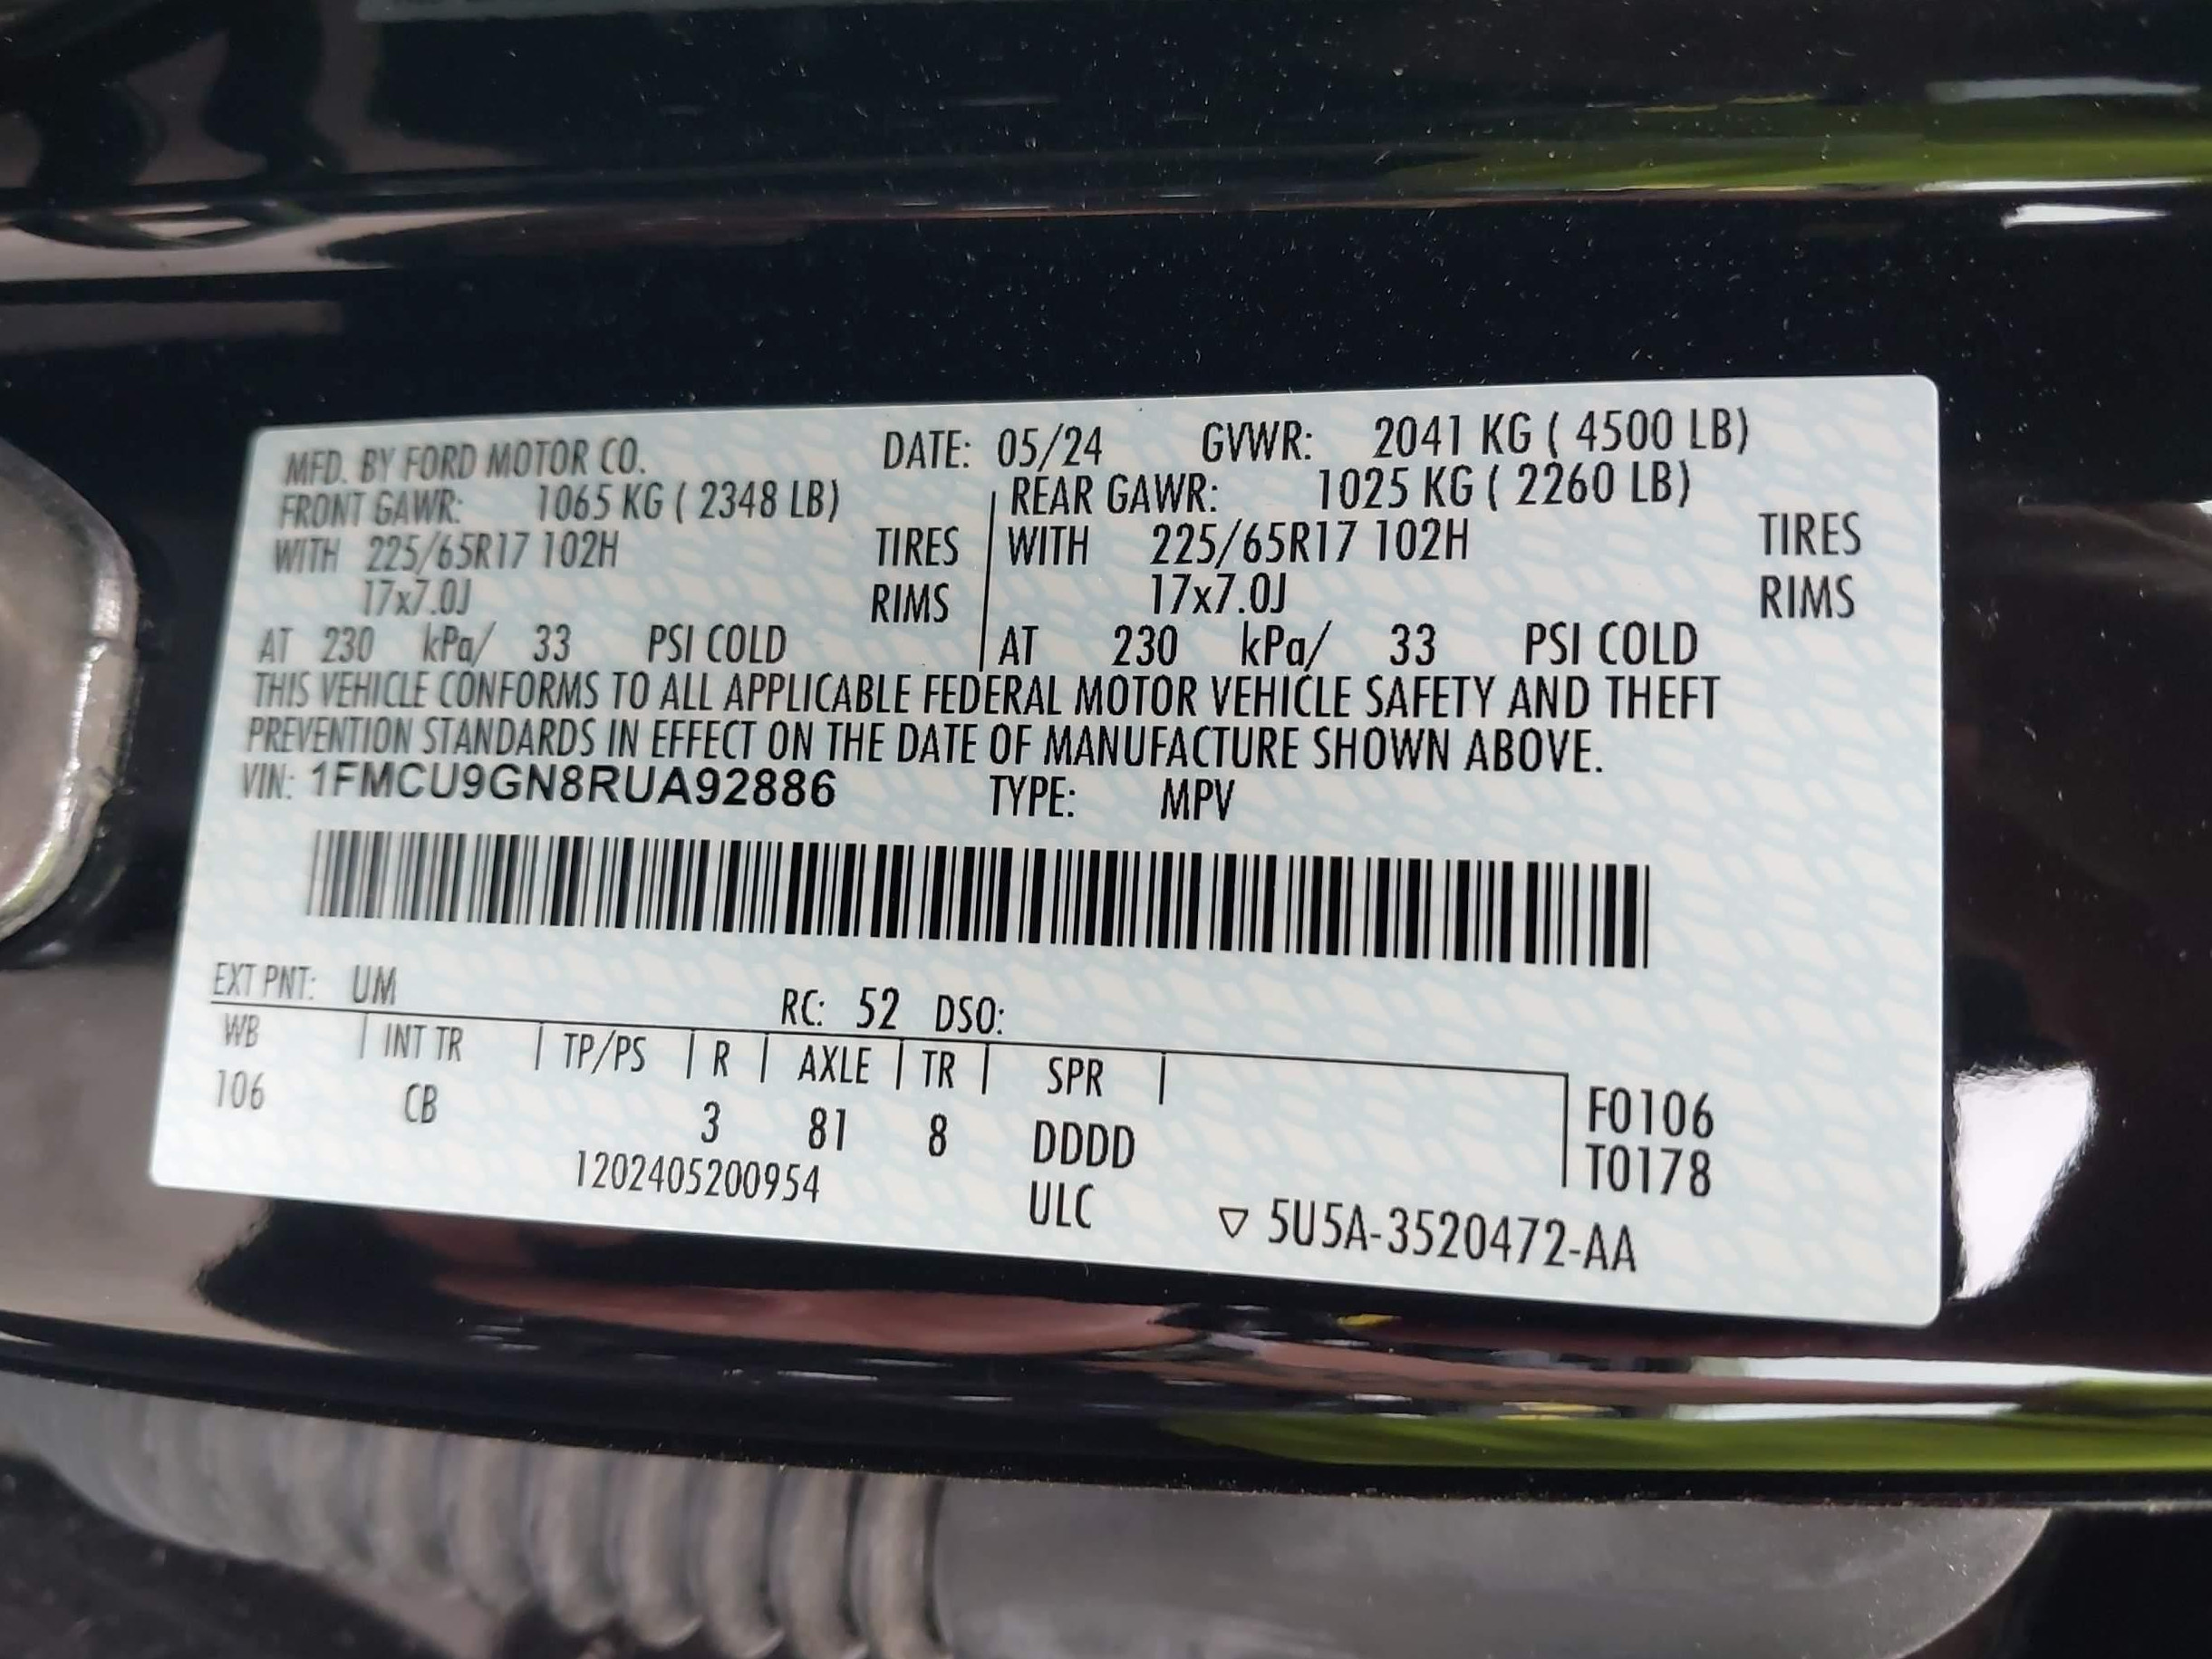 MFD. BY FORD MOTOR CO. DATE: 05/24 GVWR: 2041 KG ( 4500 LB)
FRONT GAWR: 1065 KG ( 2348 LB) REAR GAWR: 1025 KG ( 2260 LB)
WITH 225/65R17 102H TIRES WITH 225/65R17 102H TIRES
17x7.0J RIMS 17x7.0J RIMS
AT 230 kPa/ 33 PSI COLD AT 230 kPa/ 33 PSI COLD
THIS VEHICLE CONFORMS TO ALL APPLICABLE FEDERAL MOTOR VEHICLE SAFETY AND THEFT
PREVENTION STANDARDS IN EFFECT ON THE DATE OF MANUFACTURE SHOWN ABOVE.
VIN: 1FMCU9GN8RUA92886 TYPE: MPV
EXT PNT: UM RC: 52 DSO:
WB INT TR TP/PS R AXLE TR SPR
106 CB 3 81 8 DDDD F0106
T0178
1202405200954 ULC ▽ 5U5A-3520472-AA